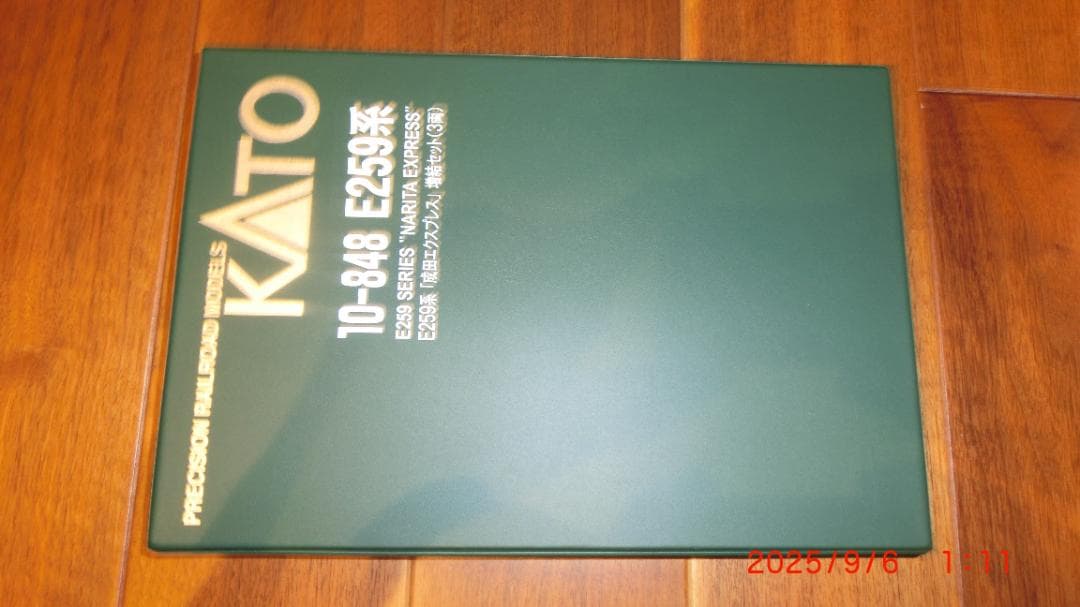 PRECISION RAILROAD MODELS
KATO
10-848 E259系
E259 SERIES "NARITA EXPRESS"
E259系「成田エクスプレス」増結セット(3両)
2025/9/6 1:11